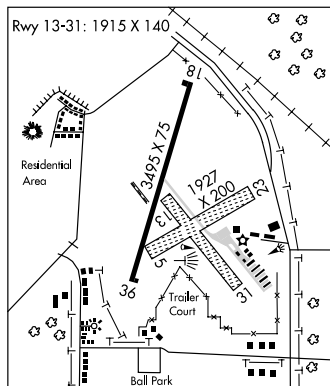 Rwy 13-31: 1915 X 140
18
3495 X 75
1927
X 200
23
13
5
31
36
Residential
Area
Trailer
Court
Ball Park